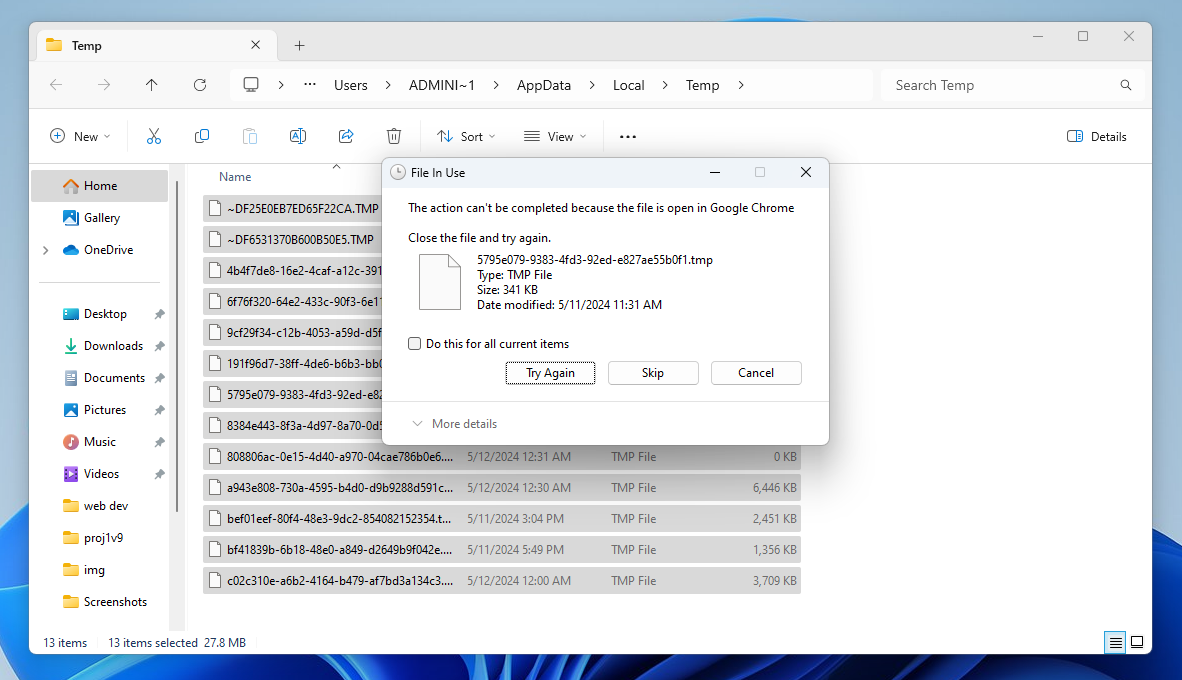 Temp
Users
ADMINI~1
AppData
Local
Temp
Search Temp
New
Sort
View
Details
Home
Gallery
OneDrive
Desktop
Downloads
Documents
Pictures
Music
Videos
web dev
proj1v9
img
Screenshots
Name
~DF25E0EB7ED65F22CA.TMP
~DF6531370B600B50E5.TMP
4b4f7de8-16e2-4caf-a12c-391
6f76f320-64e2-433c-90f3-6e11
9cf29f34-c12b-4053-a59d-d5f
191f96d7-38ff-4de6-b6b3-bb0
5795e079-9383-4fd3-92ed-e82
8384e443-8f3a-4d97-8a70-0d5
808806ac-0e15-4d40-a970-04cae786b0e6.... 5/12/2024 12:31 AM TMP File 0 KB
a943e808-730a-4595-b4d0-d9b9288d591c... 5/12/2024 12:30 AM TMP File 6,446 KB
bef01eef-80f4-48e3-9dc2-854082152354.t... 5/11/2024 3:04 PM TMP File 2,451 KB
bf41839b-6b18-48e0-a849-d2649b9f042e.... 5/11/2024 5:49 PM TMP File 1,356 KB
c02c310e-a6b2-4164-b479-af7bd3a134c3.... 5/12/2024 12:00 AM TMP File 3,709 KB
File In Use
The action can't be completed because the file is open in Google Chrome
Close the file and try again.
5795e079-9383-4fd3-92ed-e827ae55b0f1.tmp
Type: TMP File
Size: 341 KB
Date modified: 5/11/2024 11:31 AM
Do this for all current items
Try Again
Skip
Cancel
More details
13 items
13 items selected 27.8 MB